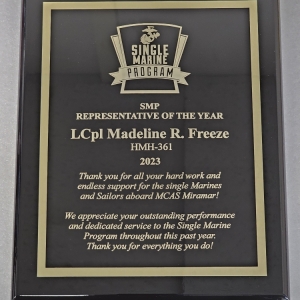 SINGLE
MARINE
PROGRAM
SMP
REPRESENTATIVE OF THE YEAR
LCpl Madeline R. Freeze
HMH-361
2023
Thank you for all your hard work and
endless support for the single Marines
and Sailors aboard MCAS Miramar!
We appreciate your outstanding performance
and dedicated service to the Single Marine
Program throughout this past year.
Thank you for everything you do!